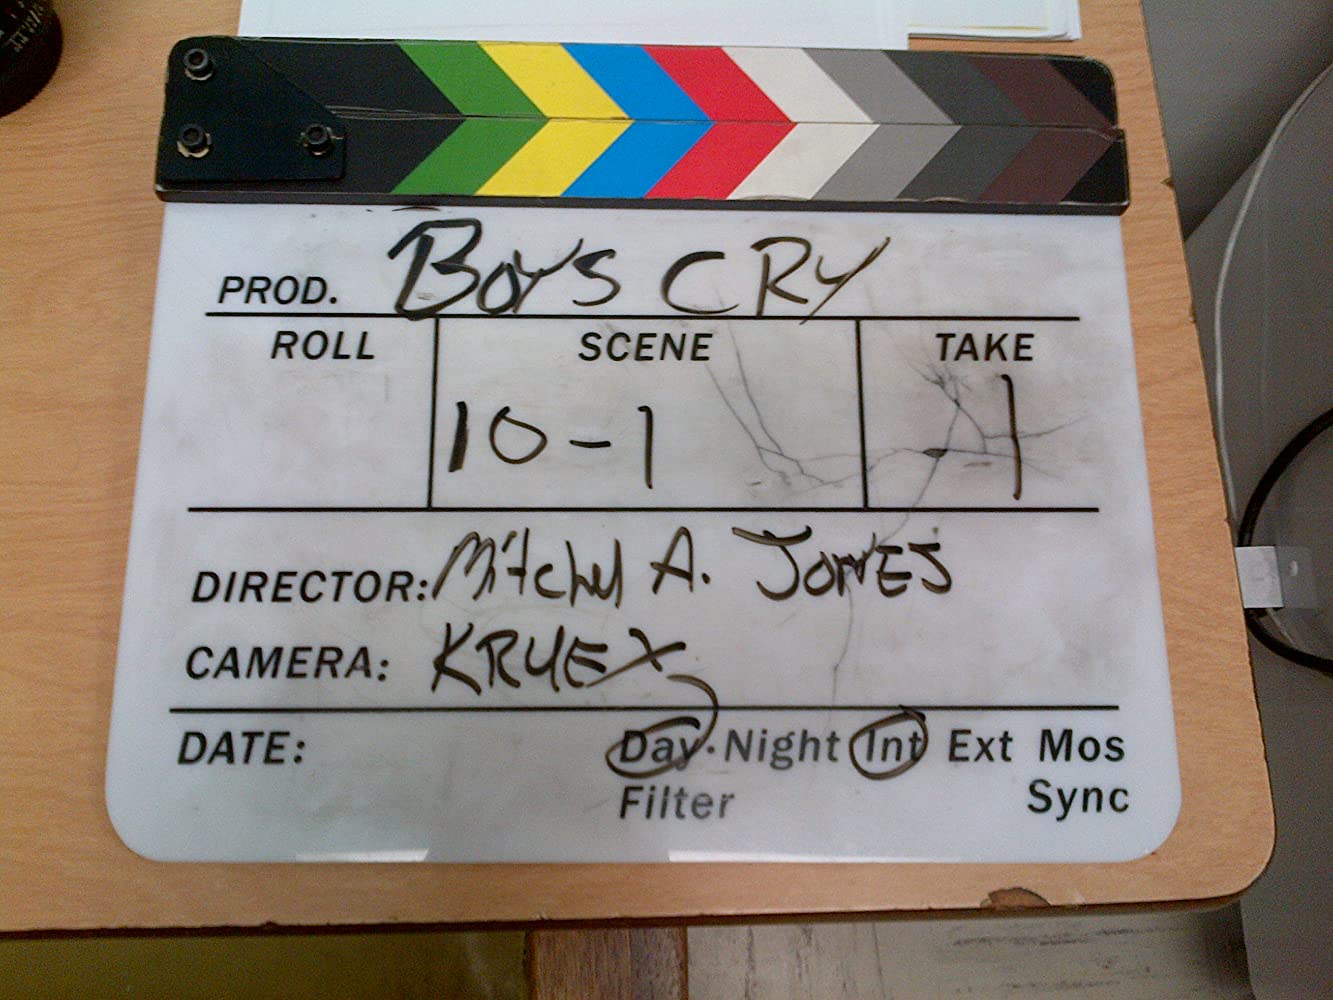 PROD. BOYS CRY
ROLL SCENE TAKE
10-1 1
DIRECTOR: Mitchyl A. JONES
CAMERA: KRUEX
DATE: Day Night Int Ext Mos
Filter Sync